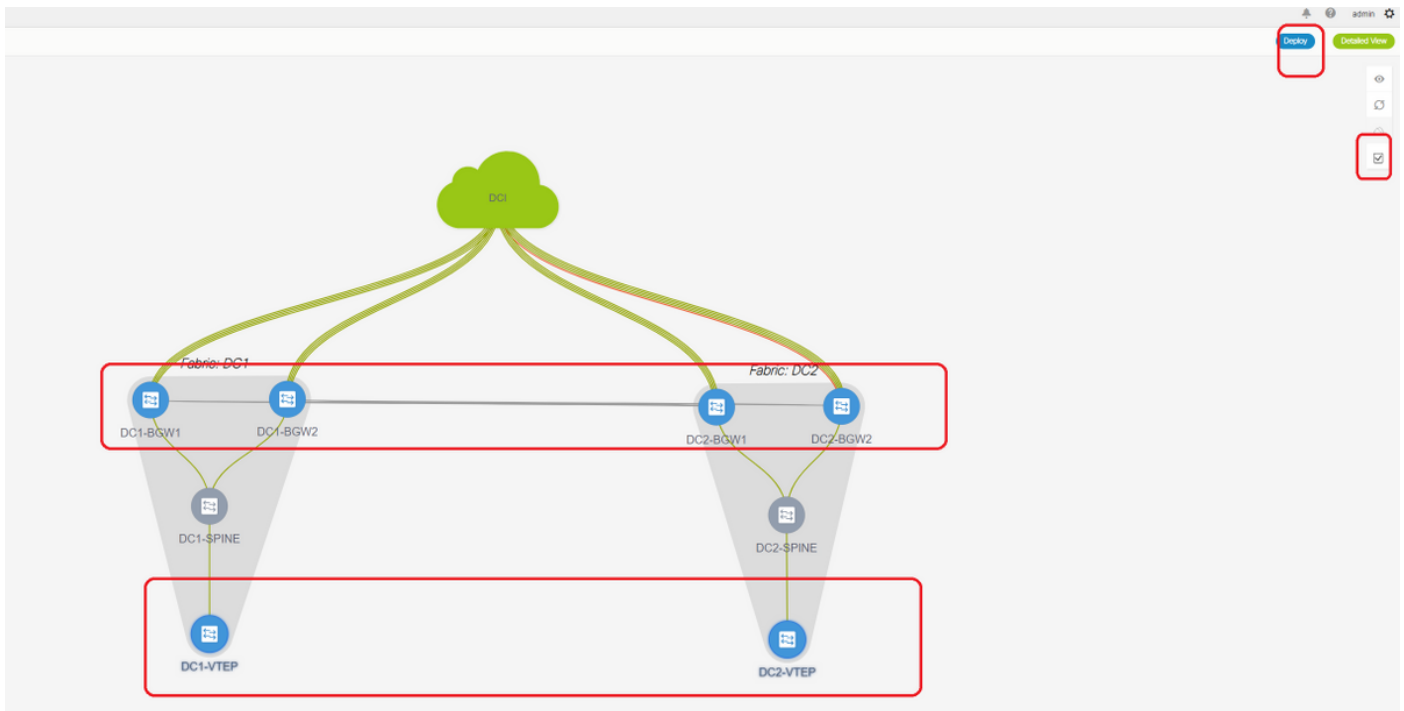 admin
Deploy
Detailed View
DCI
Fabric: DC1
Fabric: DC2
DC1-BGW1
DC1-BGW2
DC2-BGW1
DC2-BGW2
DC1-SPINE
DC2-SPINE
DC1-VTEP
DC2-VTEP